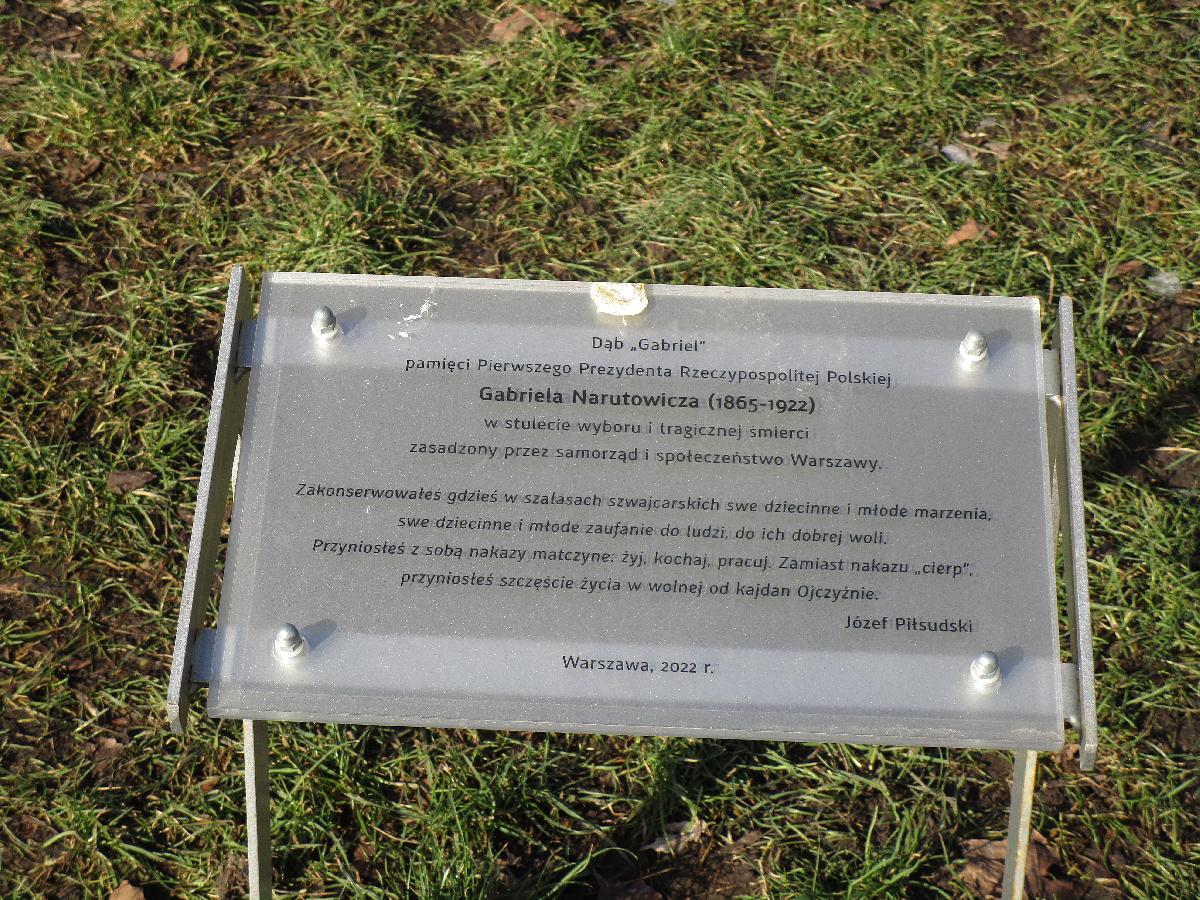 Dąb „Gabriel”
pamięci Pierwszego Prezydenta Rzeczypospolitej Polskiej
Gabriela Narutowicza (1865-1922)
w stulecie wyboru i tragicznej śmierci
zasadzony przez samorząd i społeczeństwo Warszawy.
Zakonserwowałeś gdzieś w szałasach szwajcarskich swe dziecinne i młode marzenia,
swe dziecinne i młode zaufanie do ludzi, do ich dobrej woli.
Przyniosłeś z sobą nakazy matczyne: żyj, kochaj, pracuj. Zamiast nakazu „cierp”,
przyniosłeś szczęście życia w wolnej od kajdan Ojczyźnie.
Józef Piłsudski
Warszawa, 2022 r.